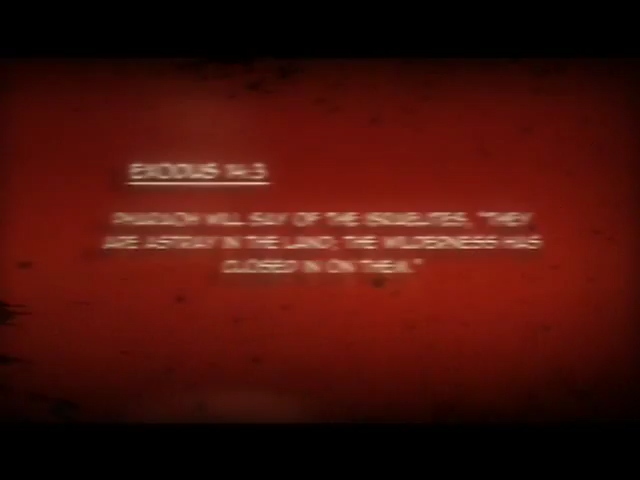 EXODUS 14:3
PHARAOH WILL SAY OF THE ISRAELITES, "THEY
ARE ASTRAY IN THE LAND; THE WILDERNESS HAS
CLOSED IN ON THEM."